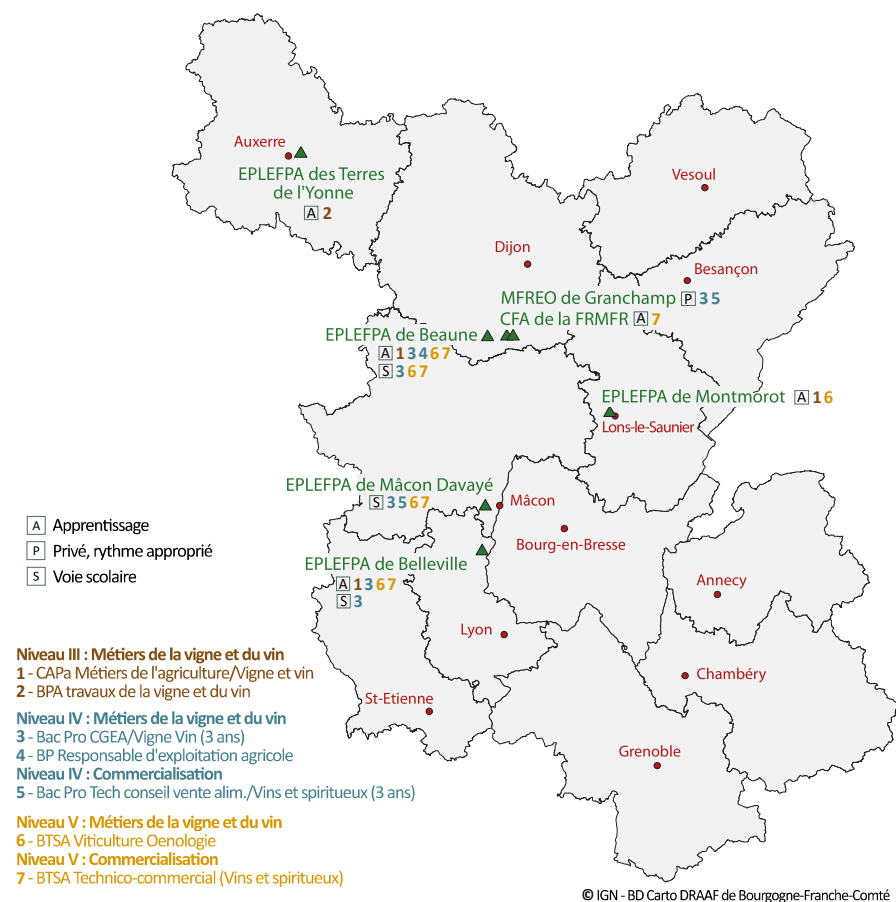 Auxerre
EPLEFPA des Terres
de l'Yonne
A 2
Vesoul
Dijon
Besançon
MFREO de Granchamp P 3 5
CFA de la FRMFR A 7
EPLEFPA de Beaune
A 1 3 4 6 7
S 3 6 7
EPLEFPA de Montmorot A 1 6
Lons-le-Saunier
EPLEFPA de Mâcon Davayé
S 3 5 6 7
Mâcon
Bourg-en-Bresse
EPLEFPA de Belleville
A 1 3 6 7
S 3
Annecy
Lyon
Chambéry
St-Etienne
Grenoble
A Apprentissage
P Privé, rythme approprié
S Voie scolaire
Niveau III : Métiers de la vigne et du vin
1 - CAPa Métiers de l'agriculture/Vigne et vin
2 - BPA travaux de la vigne et du vin
Niveau IV : Métiers de la vigne et du vin
3 - Bac Pro CGEA/Vigne Vin (3 ans)
4 - BP Responsable d'exploitation agricole
Niveau IV : Commercialisation
5 - Bac Pro Tech conseil vente alim./Vins et spiritueux (3 ans)
Niveau V : Métiers de la vigne et du vin
6 - BTSA Viticulture Oenologie
Niveau V : Commercialisation
7 - BTSA Technico-commercial (Vins et spiritueux)
© IGN - BD Carto DRAAF de Bourgogne-Franche-Comté